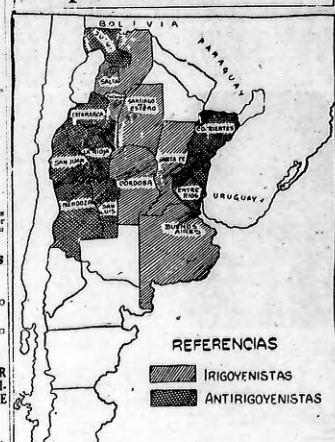 BOLIVIA
PARAGUAY
JUJUY
SALTA
SANTIAGO
ESTERO
CATAMARCA
CORRIENTES
LA RIOJA
SANTA FE
SAN JUAN
CORDOBA
ENTRE
RIOS
URUGUAY
MENDOZA
SAN
LUIS
BUENOS
AIRES
REFERENCIAS
IRIGOYENISTAS
ANTIRIGOYENISTAS